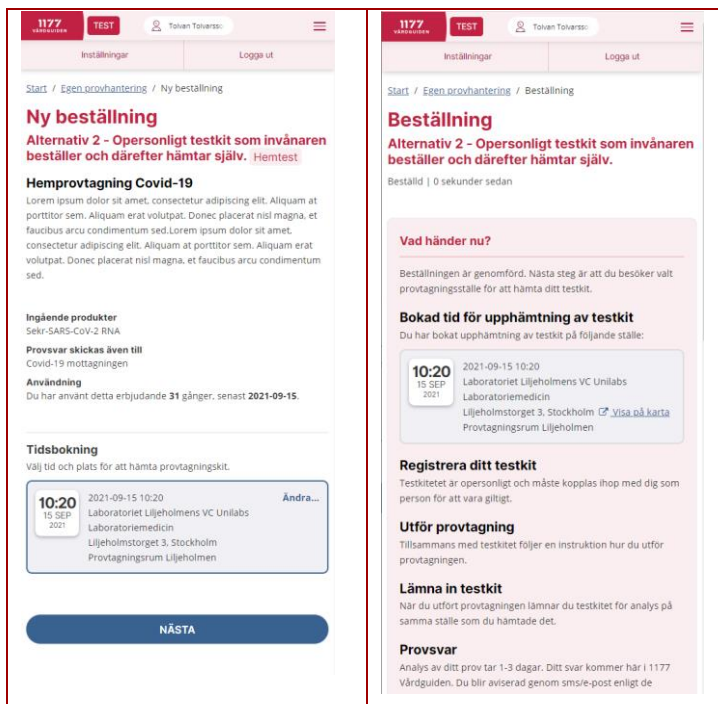 1177
VÅRDGUIDEN
TEST
Tolvan Tolvarss
Inställningar
Logga ut
Start / Egen provhantering / Ny beställning
Ny beställning
Alternativ 2 - Opersonligt testkit som invånaren
beställer och därefter hämtar själv. Hemtest
Hemprovtagning Covid-19
Lorem ipsum dolor sit amet, consectetur adipiscing elit. Aliquam at
porttitor sem. Aliquam erat volutpat. Donec placerat nisl magna, et
faucibus arcu condimentum sed.Lorem ipsum dolor sit amet,
consectetur adipiscing elit. Aliquam at porttitor sem. Aliquam erat
volutpat. Donec placerat nisl magna, et faucibus arcu condimentum
sed.
Ingående produkter
Sekr-SARS-CoV-2 RNA
Provsvar skickas även till
Covid-19 mottagningen
Användning
Du har använt detta erbjudande 31 gånger, senast 2021-09-15.
Tidsbokning
Välj tid och plats för att hämta provtagningskit.
10:20
15 SEP
2021
2021-09-15 10:20
Ändra...
Laboratoriet Liljeholmens VC Unilabs
Laboratoriemedicin
Liljeholmstorget 3, Stockholm
Provtagningsrum Liljeholmen
NÄSTA
1177
VÅRDGUIDEN
TEST
Tolvan Tolvarss
Inställningar
Logga ut
Start / Egen provhantering / Beställning
Beställning
Alternativ 2 - Opersonligt testkit som invånaren
beställer och därefter hämtar själv.
Beställd | 0 sekunder sedan
Vad händer nu?
Beställningen är genomförd. Nästa steg är att du besöker valt
provtagningsställe för att hämta ditt testkit.
Bokad tid för upphämtning av testkit
Du har bokat upphämtning av testkit på följande ställe:
10:20
15 SEP
2021
2021-09-15 10:20
Laboratoriet Liljeholmens VC Unilabs
Laboratoriemedicin
Liljeholmstorget 3, Stockholm Visa på karta
Provtagningsrum Liljeholmen
Registrera ditt testkit
Testkitetet är opersonligt och måste kopplas ihop med dig som
person för att vara giltigt.
Utför provtagning
Tillsammans med testkitet följer en instruktion hur du utför
provtagningen.
Lämna in testkit
När du utfört provtagningen lämnar du testkitet för analys på
samma ställe som du hämtade det.
Provsvar
Analys av ditt prov tar 1-3 dagar. Ditt svar kommer här i 1177
Vårdguiden. Du blir aviserad genom sms/e-post enligt de